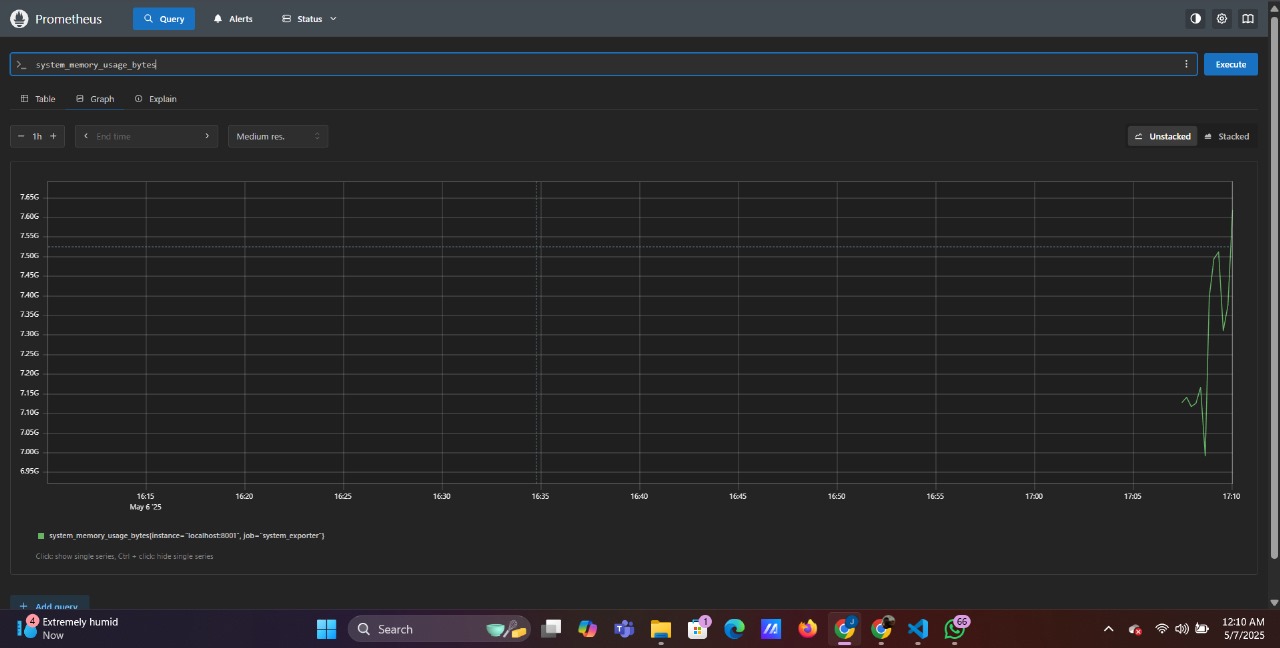 Prometheus Query Alerts Status
>_ system_memory_usage_bytes Execute
Table Graph Explain
− 1h + End time Medium res. Unstacked Stacked
7.65G
7.60G
7.55G
7.50G
7.45G
7.40G
7.35G
7.30G
7.25G
7.20G
7.15G
7.10G
7.05G
7.00G
6.95G
16:15 16:20 16:25 16:30 16:35 16:40 16:45 16:50 16:55 17:00 17:05 17:10
May 6 '25
system_memory_usage_bytes{instance="localhost:8001", job="system_exporter"}
Click: show single series, Ctrl + click: hide single series
+ Add query
4 Extremely humid
Now
Search
1
J
66
12:10 AM
5/7/2025